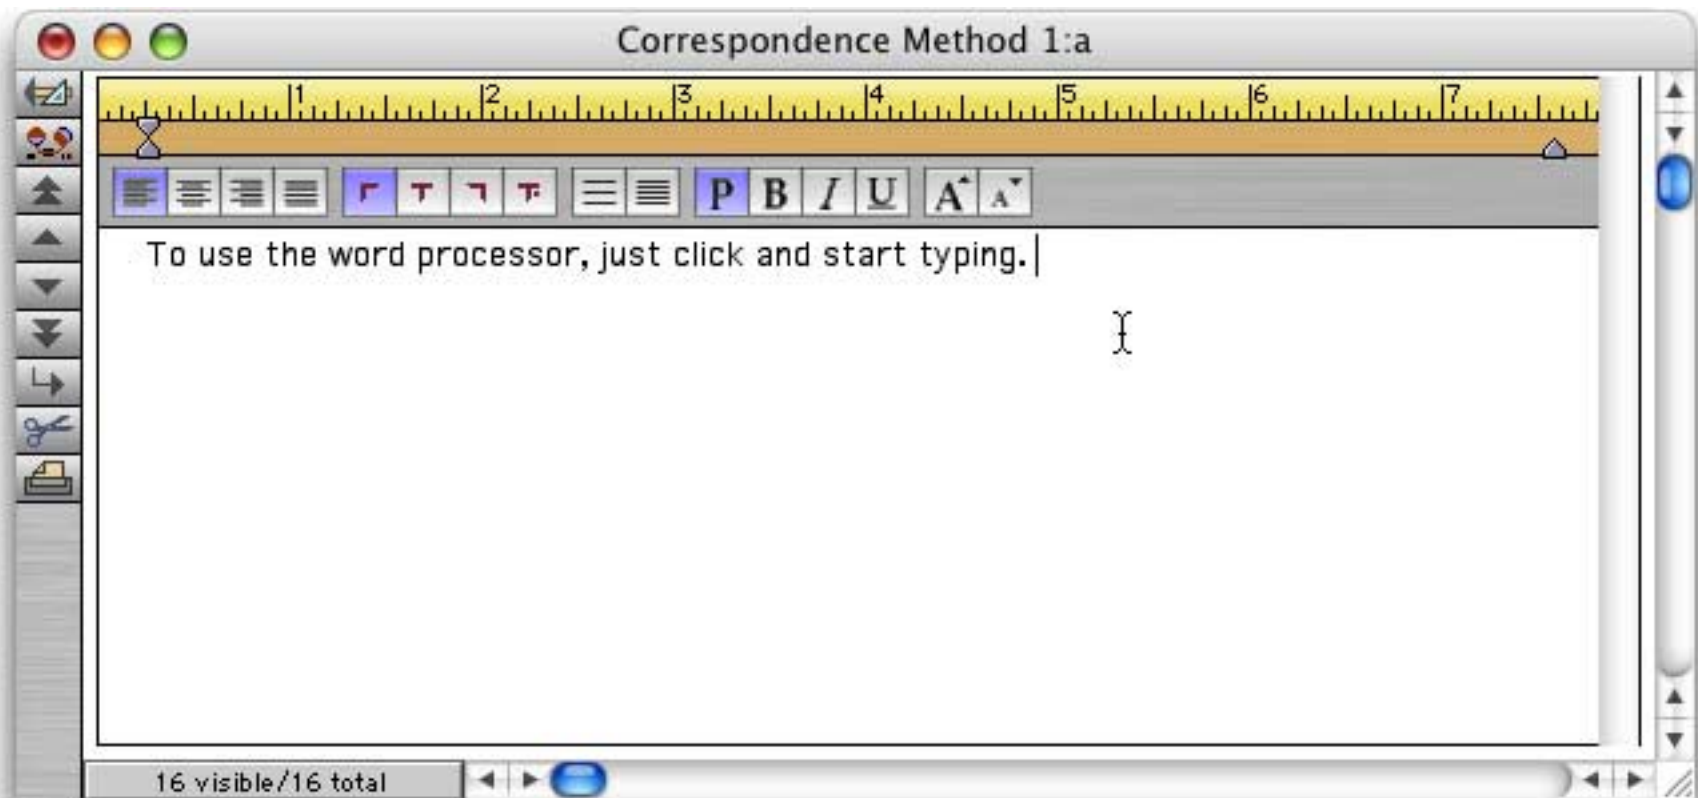 Correspondence Method 1:a
1 2 3 4 5 6 7
P B I U A A
To use the word processor, just click and start typing.
16 visible/16 total